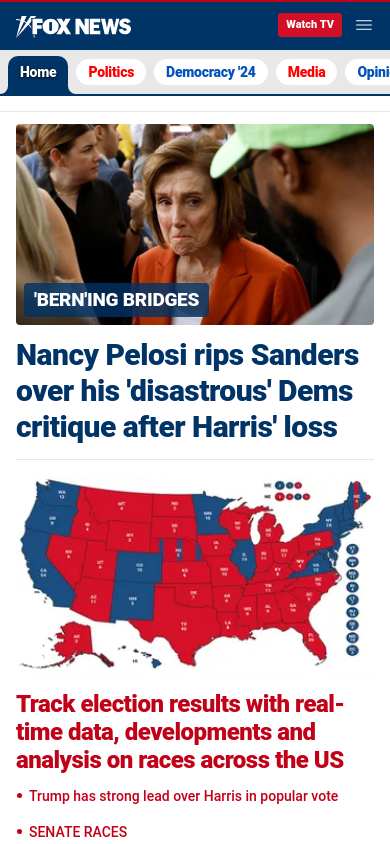 FOX NEWS
Watch TV
Home
Politics
Democracy '24
Media
Opini
'BERN'ING BRIDGES
Nancy Pelosi rips Sanders
over his 'disastrous' Dems
critique after Harris' loss
Track election results with real-
time data, developments and
analysis on races across the US
• Trump has strong lead over Harris in popular vote
• SENATE RACES